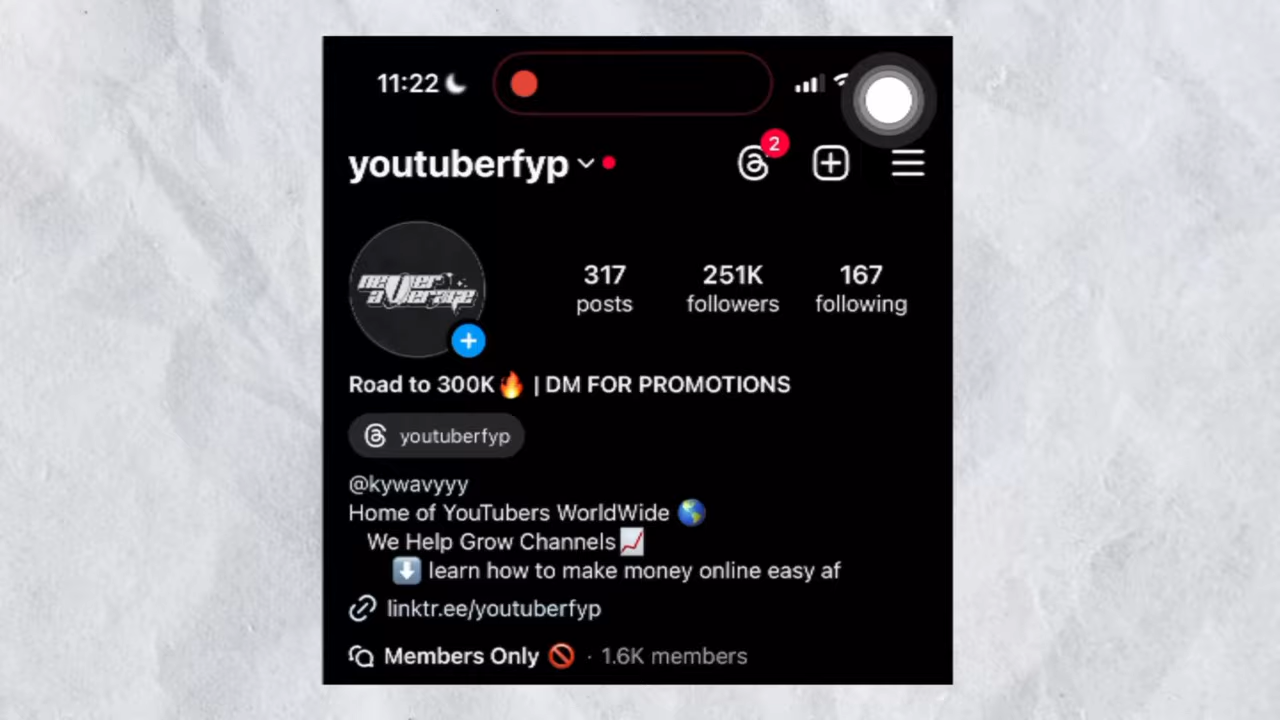 11:22
youtuberfyp
2
never
average
317 posts
251K followers
167 following
Road to 300K🔥 | DM FOR PROMOTIONS
youtuberfyp
@kywavyyy
Home of YouTubers WorldWide 🌎
We Help Grow Channels📈
⬇️ learn how to make money online easy af
linktr.ee/youtuberfyp
Members Only 🚫 · 1.6K members